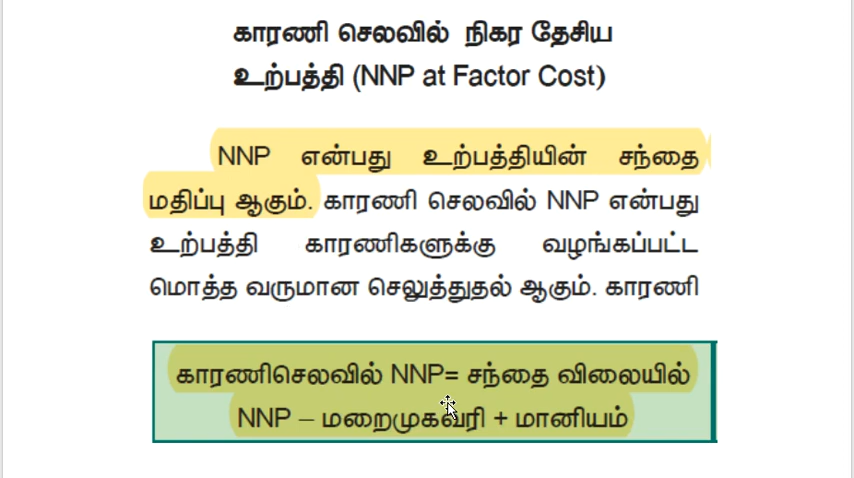 காரணி செலவில் நிகர தேசிய
உற்பத்தி (NNP at Factor Cost)
NNP என்பது உற்பத்தியின் சந்தை
மதிப்பு ஆகும். காரணி செலவில் NNP என்பது
உற்பத்தி காரணிகளுக்கு வழங்கப்பட்ட
மொத்த வருமான செலுத்துதல் ஆகும். காரணி
காரணிசெலவில் NNP= சந்தை விலையில்
NNP – மறைமுகவரி + மானியம்